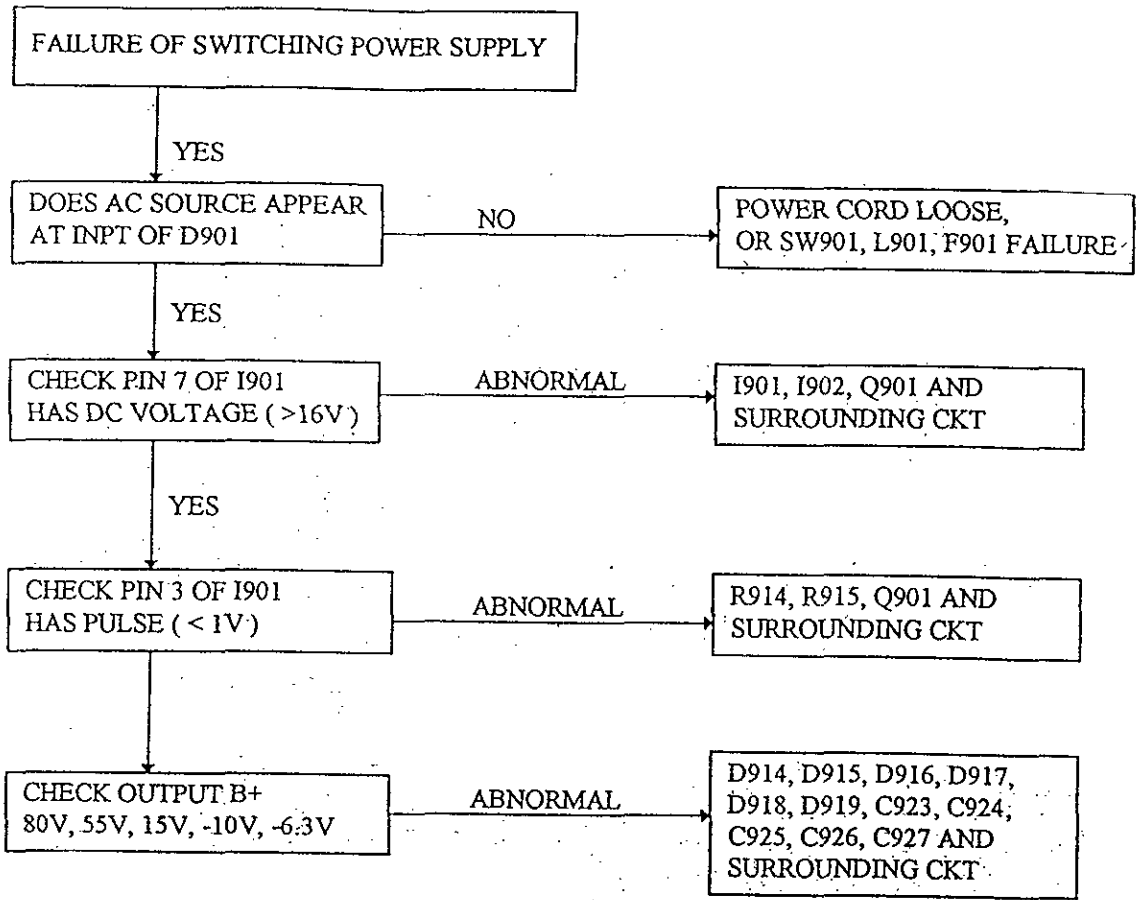 FAILURE OF SWITCHING POWER SUPPLY
YES
DOES AC SOURCE APPEAR
AT INPT OF D901
NO
POWER CORD LOOSE,
OR SW901, L901, F901 FAILURE
YES
CHECK PIN 7 OF I901
HAS DC VOLTAGE ( >16V )
ABNORMAL
I901, I902, Q901 AND
SURROUNDING CKT
YES
CHECK PIN 3 OF I901
HAS PULSE ( < 1V )
ABNORMAL
R914, R915, Q901 AND
SURROUNDING CKT
CHECK OUTPUT B+
80V, 55V, 15V, -10V, -6.3V
ABNORMAL
D914, D915, D916, D917,
D918, D919, C923, C924,
C925, C926, C927 AND
SURROUNDING CKT